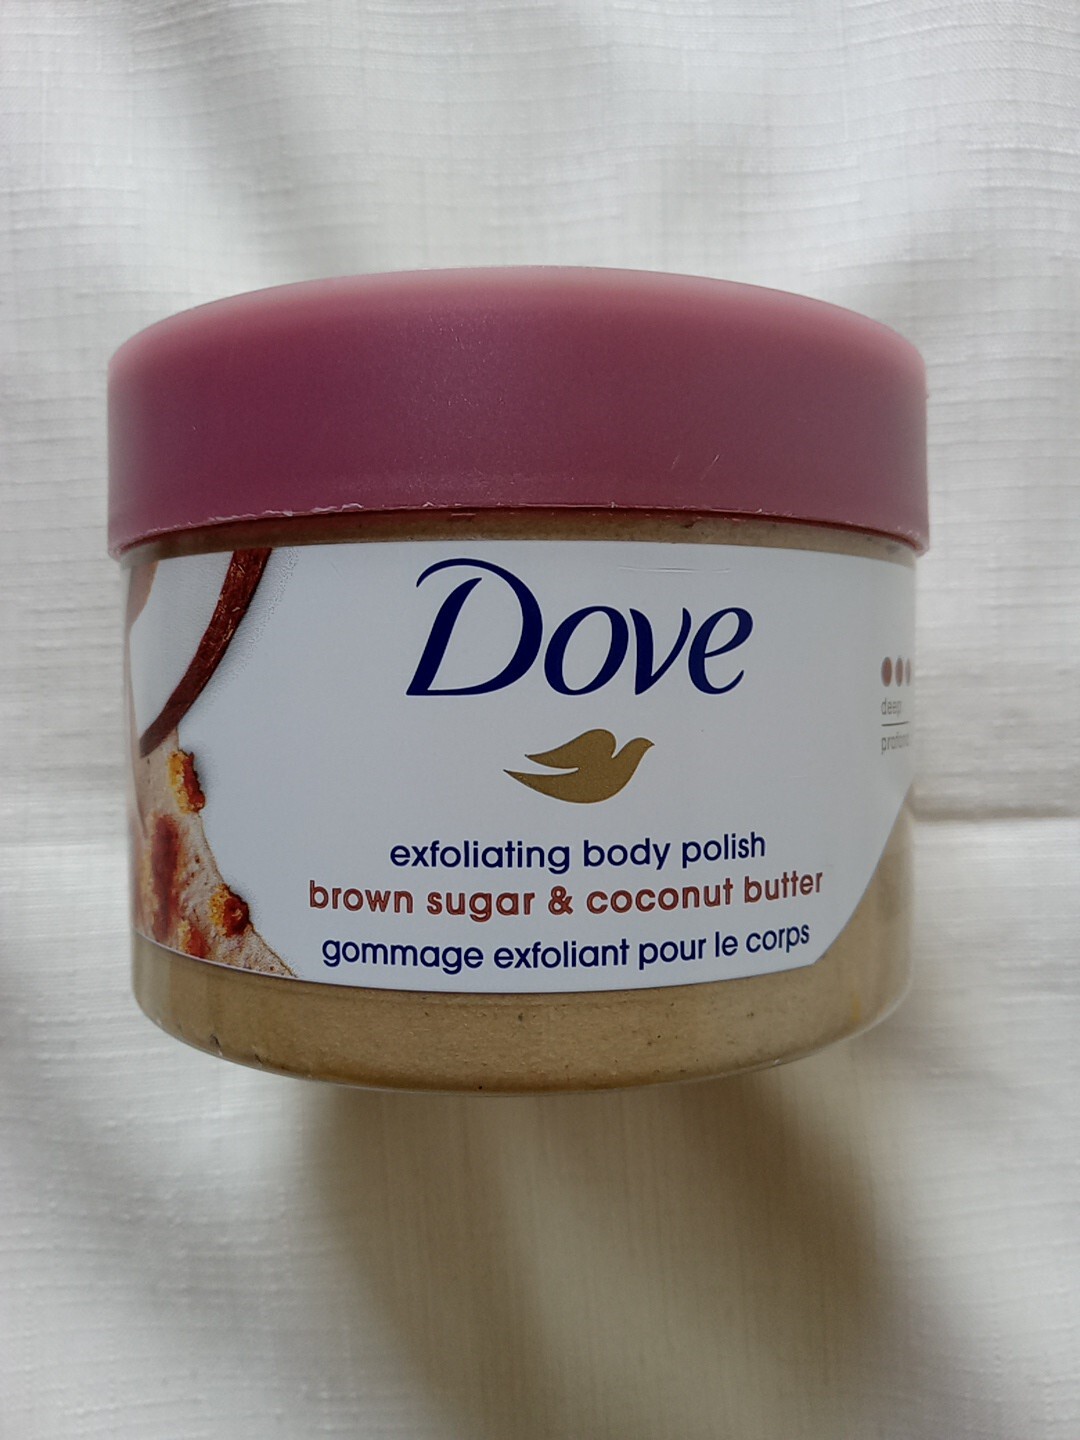 Dove
exfoliating body polish
brown sugar & coconut butter
gommage exfoliant pour le corps
deep